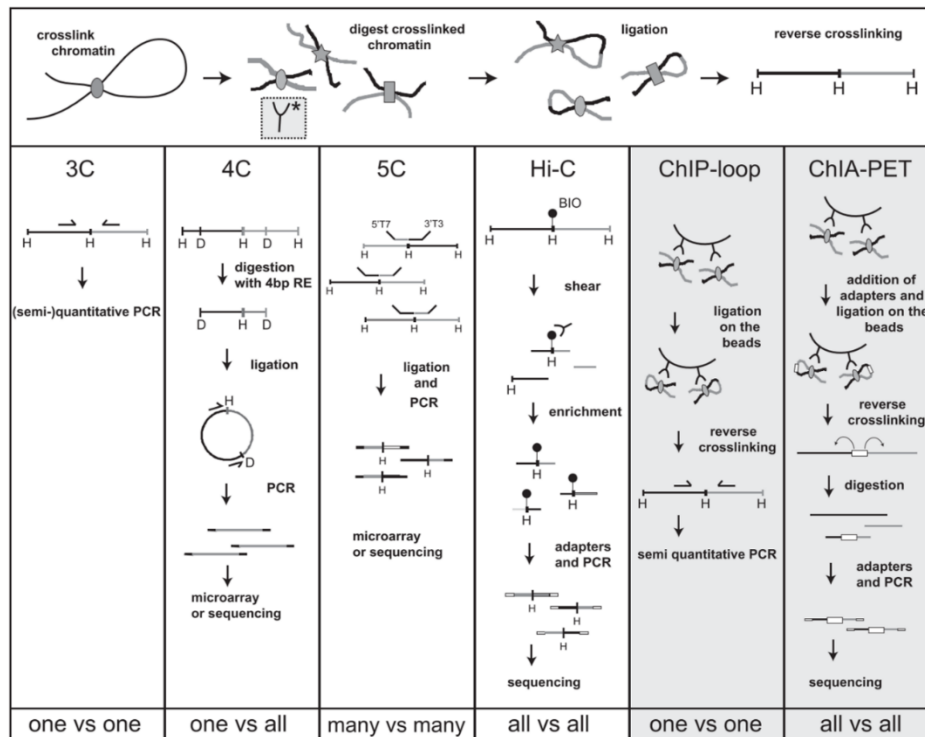 crosslink
chromatin
digest crosslinked
chromatin
*
ligation
reverse crosslinking
H H H
3C
H H H
(semi-)quantitative PCR
one vs one
4C
H D H D H
digestion
with 4bp RE
D H D
ligation
H
D
PCR
microarray
or sequencing
one vs all
5C
5'T7 3'T3
H H H
H H H
H H H
ligation
and
PCR
H
H
H
microarray
or sequencing
many vs many
Hi-C
BIO
H H H
shear
H
H
enrichment
H
H H
adapters
and PCR
H
H
H
sequencing
all vs all
ChIP-loop
ligation
on the
beads
reverse
crosslinking
H H H
semi quantitative PCR
one vs one
ChIA-PET
addition of
adapters and
ligation on the
beads
reverse
crosslinking
digestion
adapters
and PCR
sequencing
all vs all